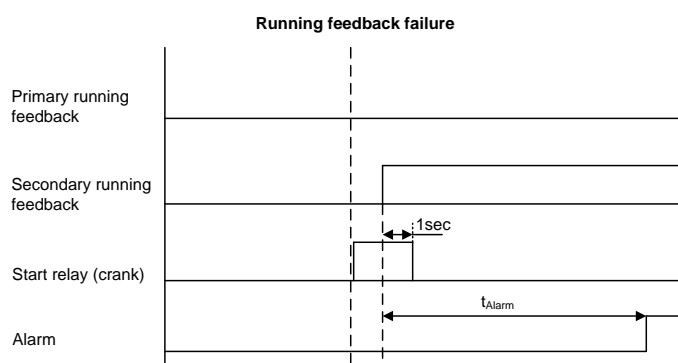 Running feedback failure
Primary running
feedback
Secondary running
feedback
1sec
Start relay (crank)
tAlarm
Alarm